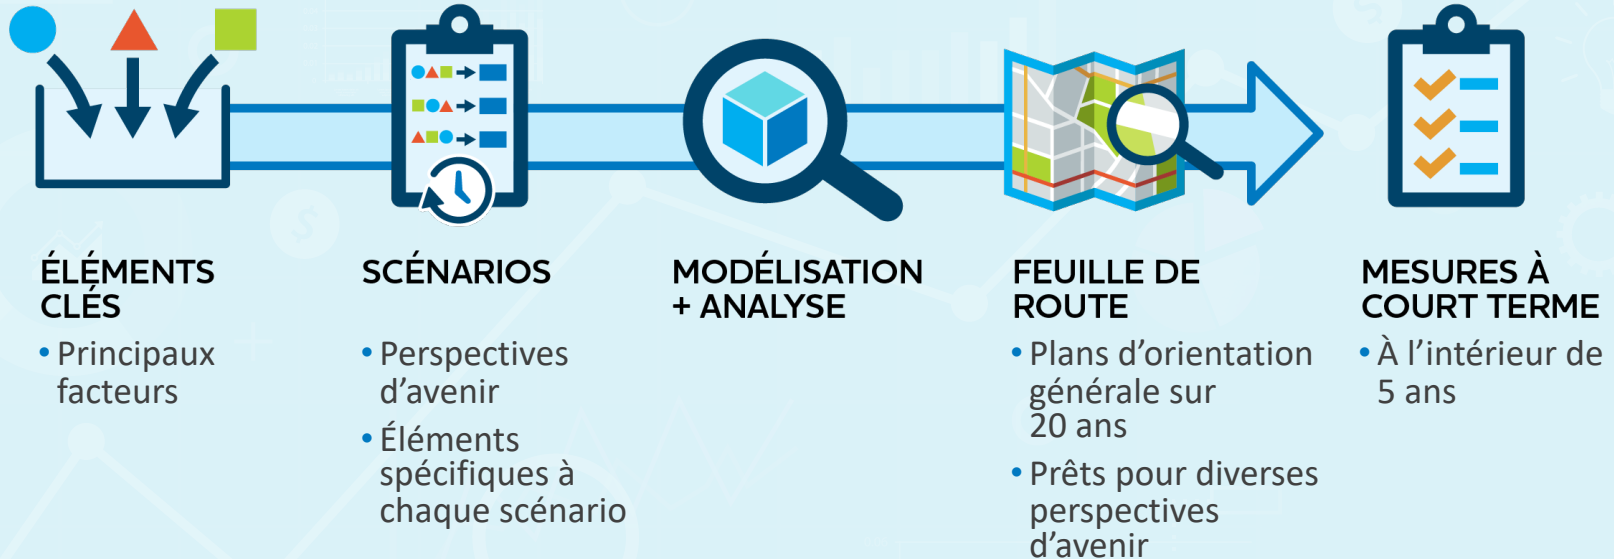 ÉLÉMENTS
CLÉS
• Principaux
facteurs
SCÉNARIOS
• Perspectives
d’avenir
• Éléments
spécifiques à
chaque scénario
MODÉLISATION
+ ANALYSE
FEUILLE DE
ROUTE
• Plans d’orientation
générale sur
20 ans
• Prêts pour diverses
perspectives
d’avenir
MESURES À
COURT TERME
• À l’intérieur de
5 ans